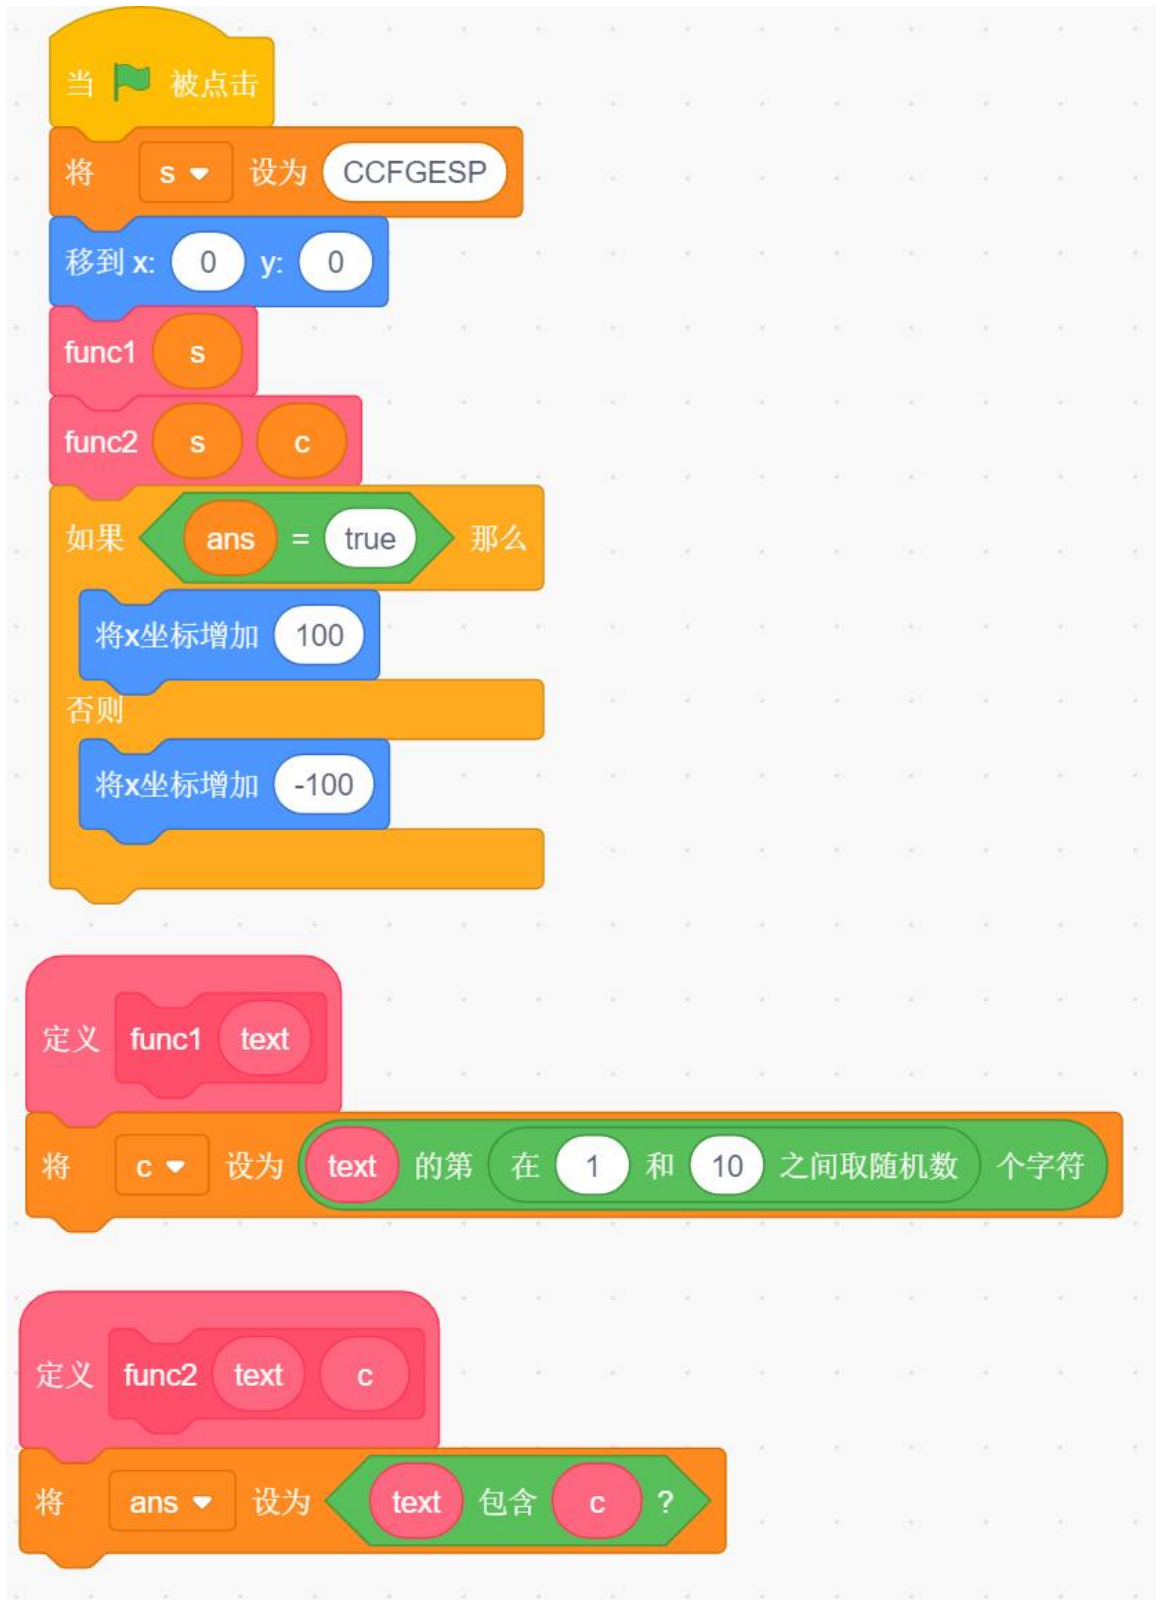 当 被点击
将 s 设为 CCFGESP
移到 x: 0 y: 0
func1 s
func2 s c
如果 ans = true 那么
将x坐标增加 100
否则
将x坐标增加 -100
定义 func1 text
将 c 设为 text 的第 在 1 和 10 之间取随机数 个字符
定义 func2 text c
将 ans 设为 text 包含 c ?